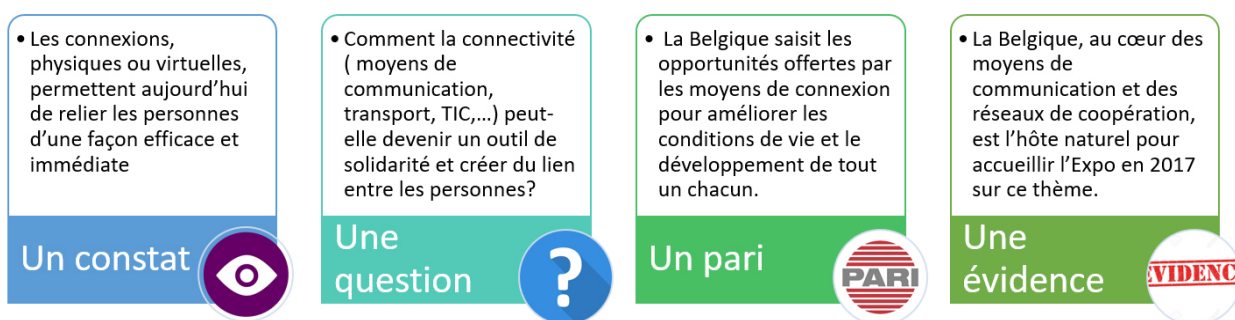 • Les connexions,
physiques ou virtuelles,
permettent aujourd’hui
de relier les personnes
d’une façon efficace et
immédiate
Un constat
• Comment la connectivité
( moyens de
communication,
transport, TIC,…) peut-
elle devenir un outil de
solidarité et créer du lien
entre les personnes?
Une
question
?
• La Belgique saisit les
opportunités offertes par
les moyens de connexion
pour améliorer les
conditions de vie et le
développement de tout
un chacun.
Un pari
PARI
• La Belgique, au cœur des
moyens de
communication et des
réseaux de coopération,
est l’hôte naturel pour
accueillir l’Expo en 2017
sur ce thème.
Une
évidence
VIDENC